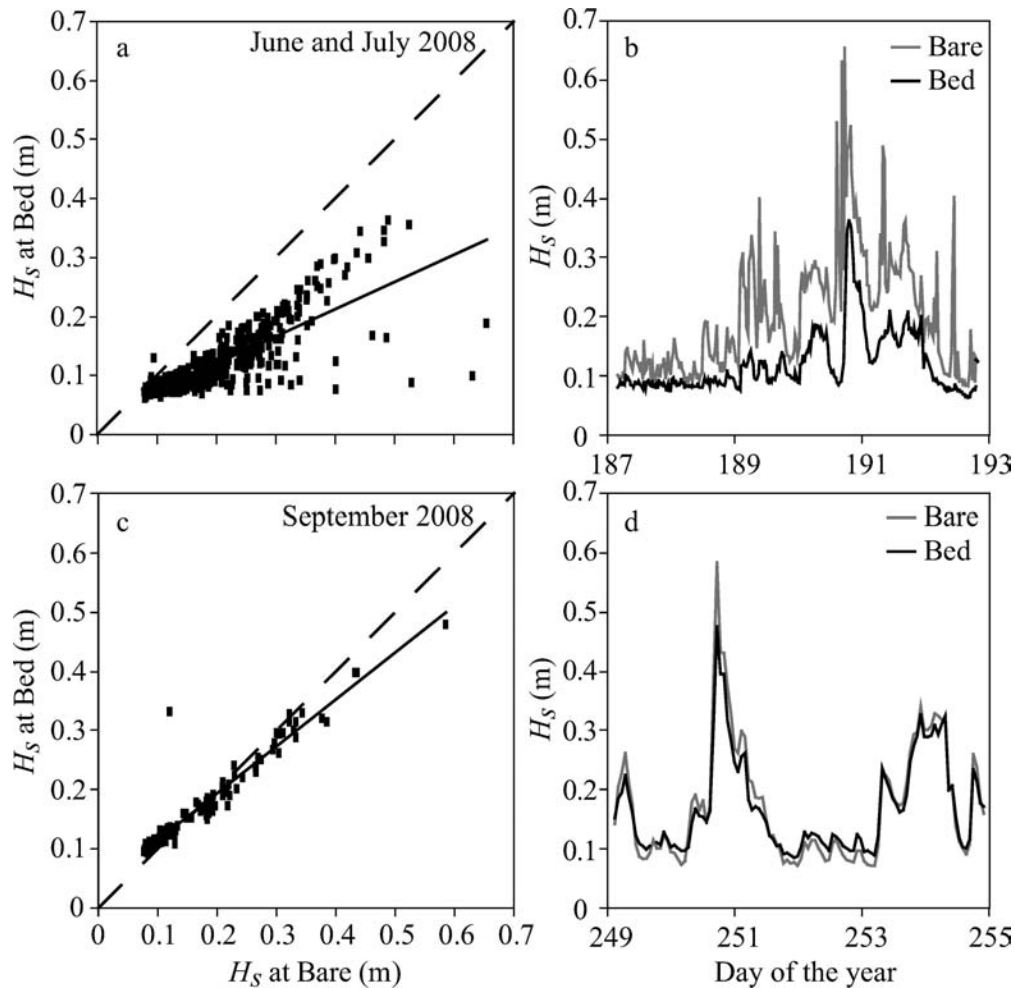 a
June and July 2008
0.7
0.6
0.5
0.4
0.3
0.2
0.1
0
Hs at Bed (m)
b
Bare
Bed
0.7
0.6
0.5
0.4
0.3
0.2
0.1
0
Hs (m)
187 189 191 193
c
September 2008
0.7
0.6
0.5
0.4
0.3
0.2
0.1
0
Hs at Bed (m)
0 0.1 0.2 0.3 0.4 0.5 0.6 0.7
Hs at Bare (m)
d
Bare
Bed
0.7
0.6
0.5
0.4
0.3
0.2
0.1
0
Hs (m)
249 251 253 255
Day of the year